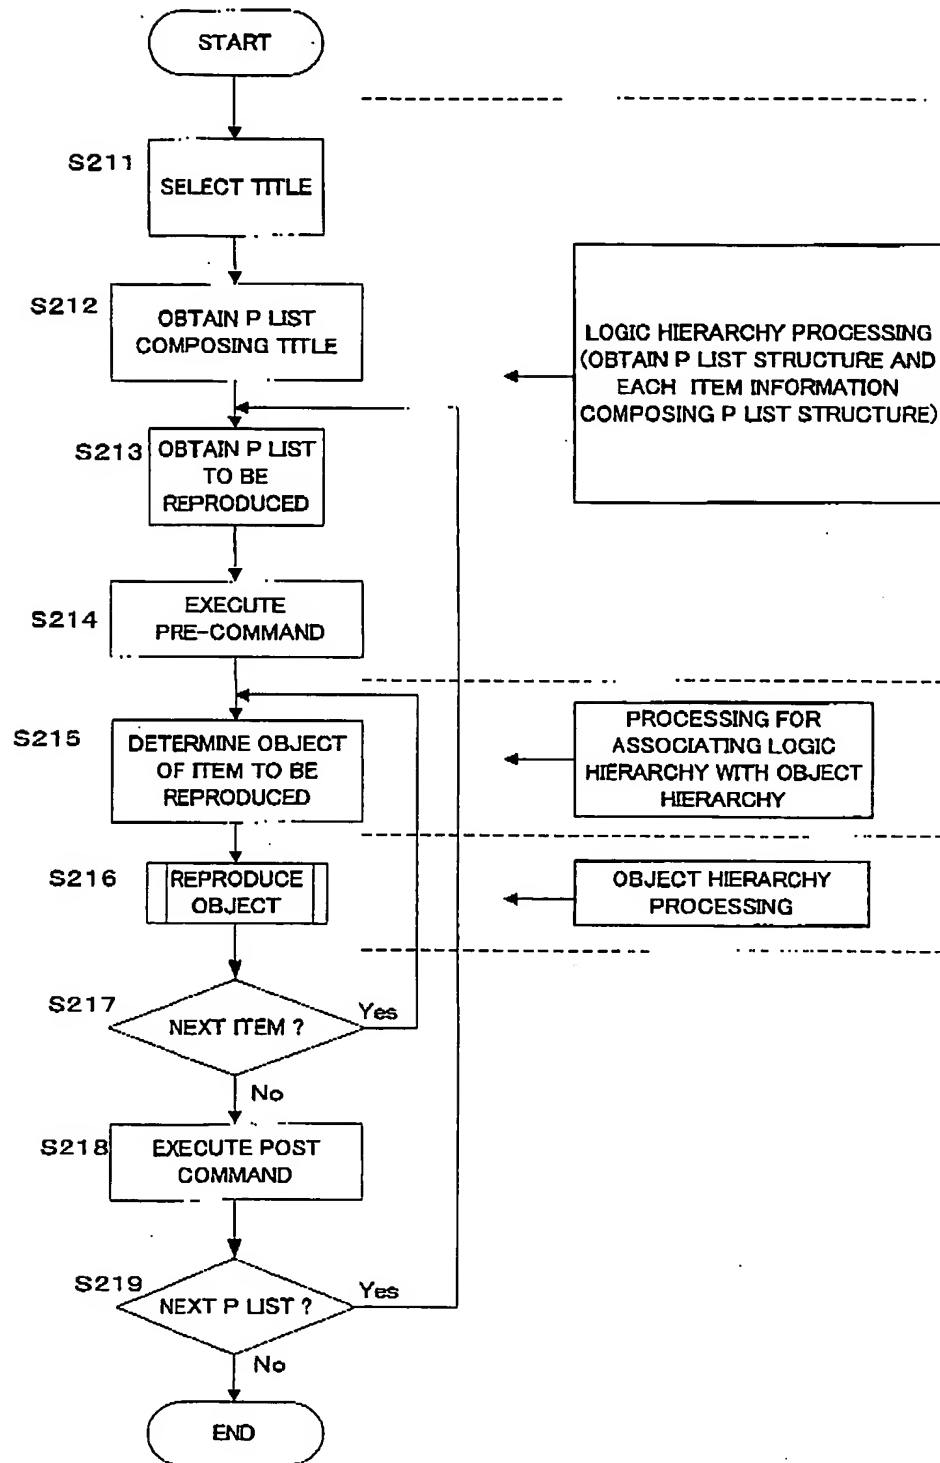 START
S211
SELECT TITLE
S212
OBTAIN P LIST
COMPOSING TITLE
LOGIC HIERARCHY PROCESSING
(OBTAIN P LIST STRUCTURE AND
EACH ITEM INFORMATION
COMPOSING P LIST STRUCTURE)
S213
OBTAIN P LIST
TO BE
REPRODUCED
S214
EXECUTE
PRE-COMMAND
S215
DETERMINE OBJECT
OF ITEM TO BE
REPRODUCED
PROCESSING FOR
ASSOCIATING LOGIC
HIERARCHY WITH OBJECT
HIERARCHY
S216
REPRODUCE
OBJECT
OBJECT HIERARCHY
PROCESSING
S217
NEXT ITEM ?
Yes
No
S218
EXECUTE POST
COMMAND
S219
NEXT P LIST ?
Yes
No
END